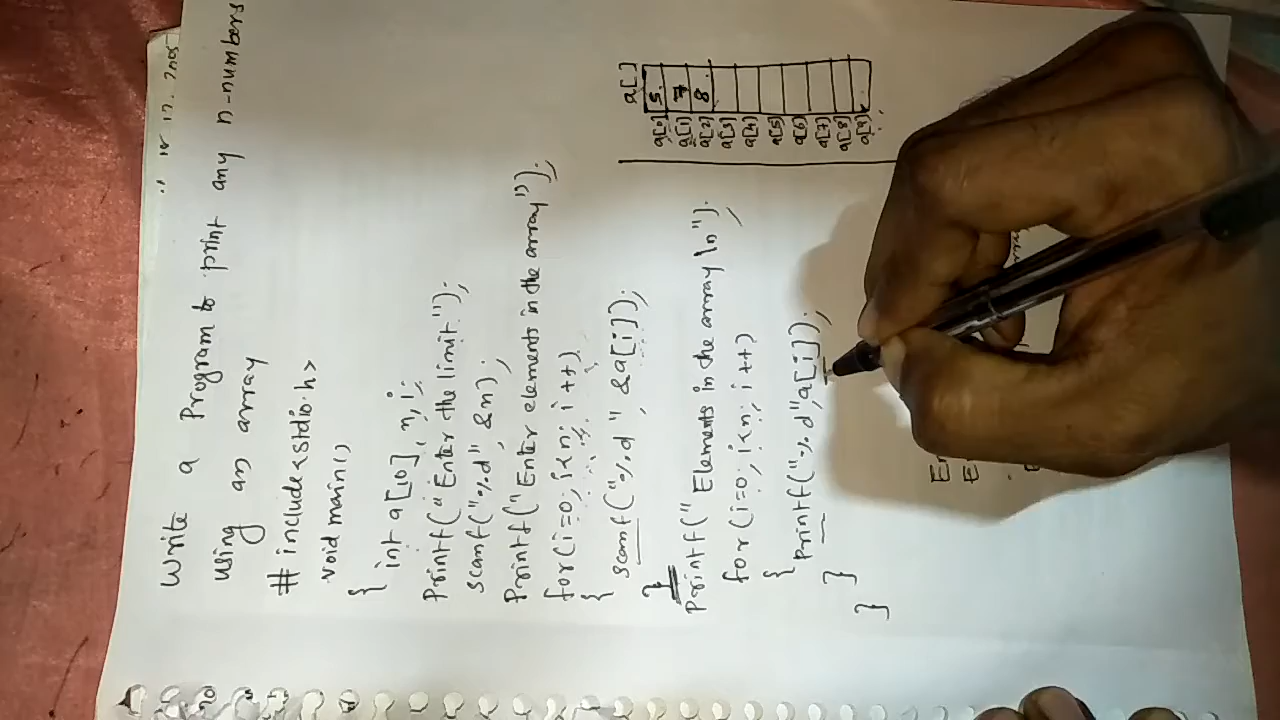 Write a Program to print any n-numbers
using an array
# include<stdio.h>
void main()
{
int a[10], n, i;
Printf("Enter the limit");
scanf("%d", &n);
Printf("Enter elements in the array");
for(i=0; i<n; i++)
{
scanf("%d", &a[i]);
}
Printf("Elements in the array \n");
for(i=0; i<n; i++)
{
Printf("%d",a[i]);
}
}
a[]
5 7 8
a[0] a[1] a[2] a[3] a[4] a[5] a[6] a[7] a[8] a[9]